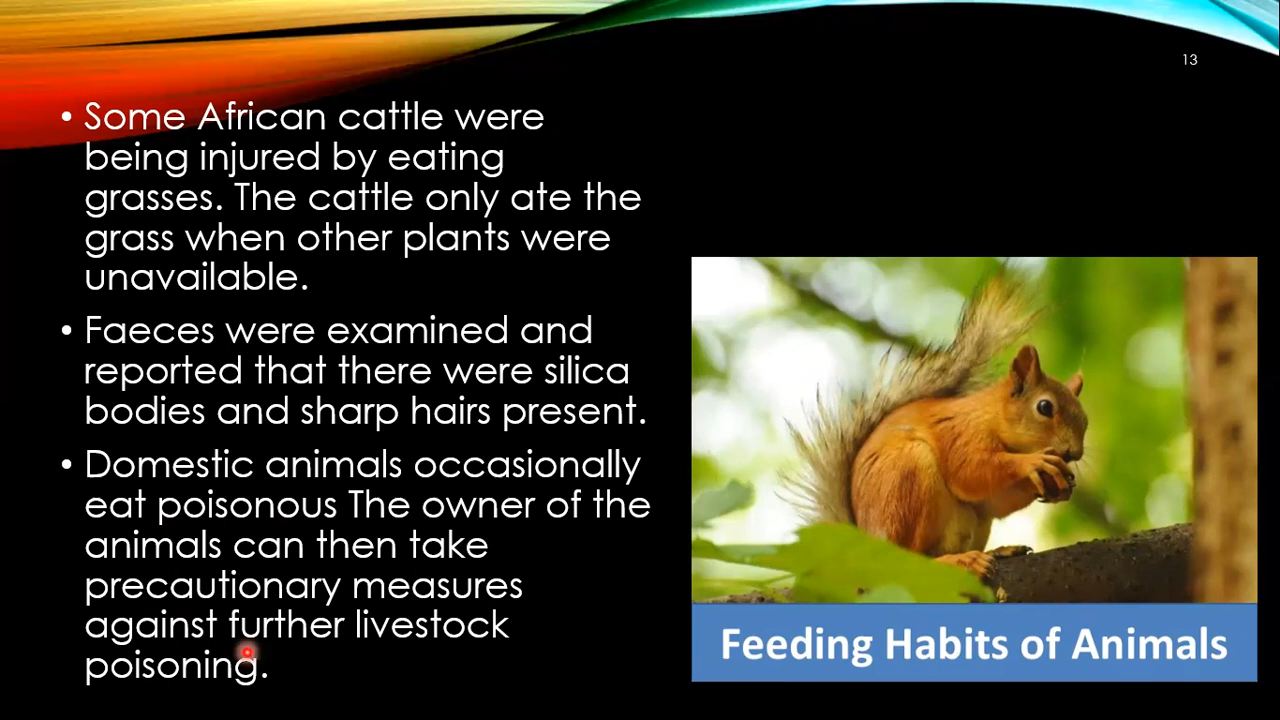 13
• Some African cattle were
being injured by eating
grasses. The cattle only ate the
grass when other plants were
unavailable.
• Faeces were examined and
reported that there were silica
bodies and sharp hairs present.
• Domestic animals occasionally
eat poisonous The owner of the
animals can then take
precautionary measures
against further livestock
poisoning.
Feeding Habits of Animals